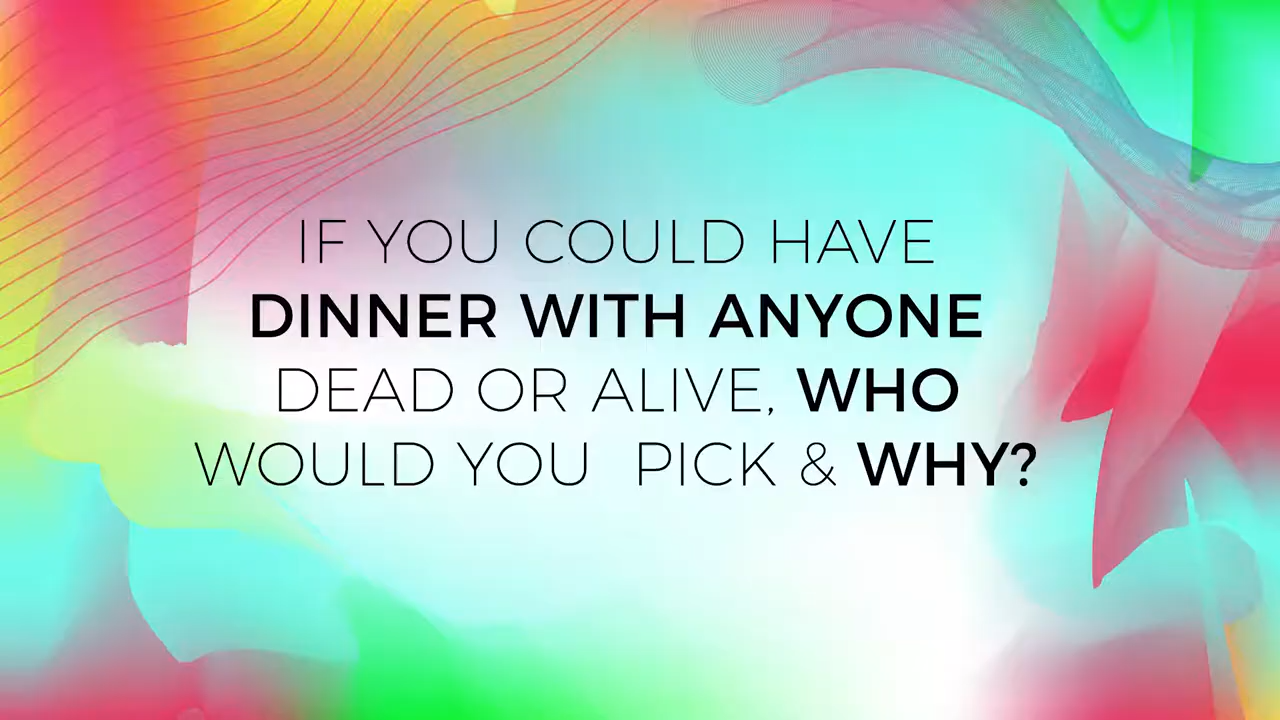 IF YOU COULD HAVE
DINNER WITH ANYONE
DEAD OR ALIVE, WHO
WOULD YOU PICK & WHY?